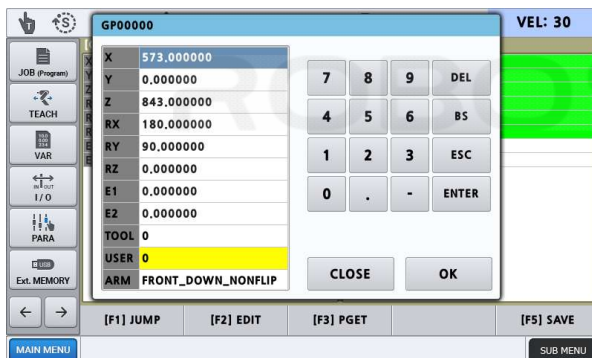 S
VEL: 30
GP00000
X 573.000000
Y 0.000000
Z 843.000000
RX 180.000000
RY 90.000000
RZ 0.000000
E1 0.000000
E2 0.000000
TOOL 0
USER 0
ARM FRONT_DOWN_NONFLIP
7 8 9 DEL
4 5 6 BS
1 2 3 ESC
0 . - ENTER
CLOSE OK
JOB (Program)
TEACH
VAR
IN OUT
I/O
PARA
USB
Ext. MEMORY
[F1] JUMP [F2] EDIT [F3] PGET [F5] SAVE
MAIN MENU SUB MENU